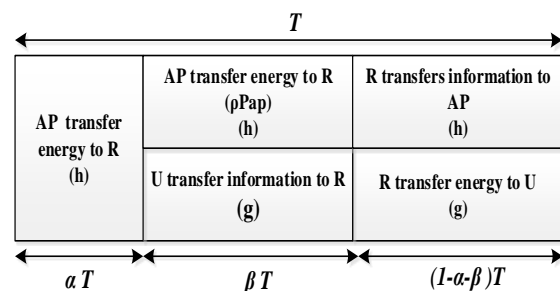 T
AP transfer
energy to R
(h)
AP transfer energy to R
(ρPap)
(h)
R transfers information to
AP
(h)
U transfer information to R
(g)
R transfer energy to U
(g)
α T
β T
(1-α-β )T